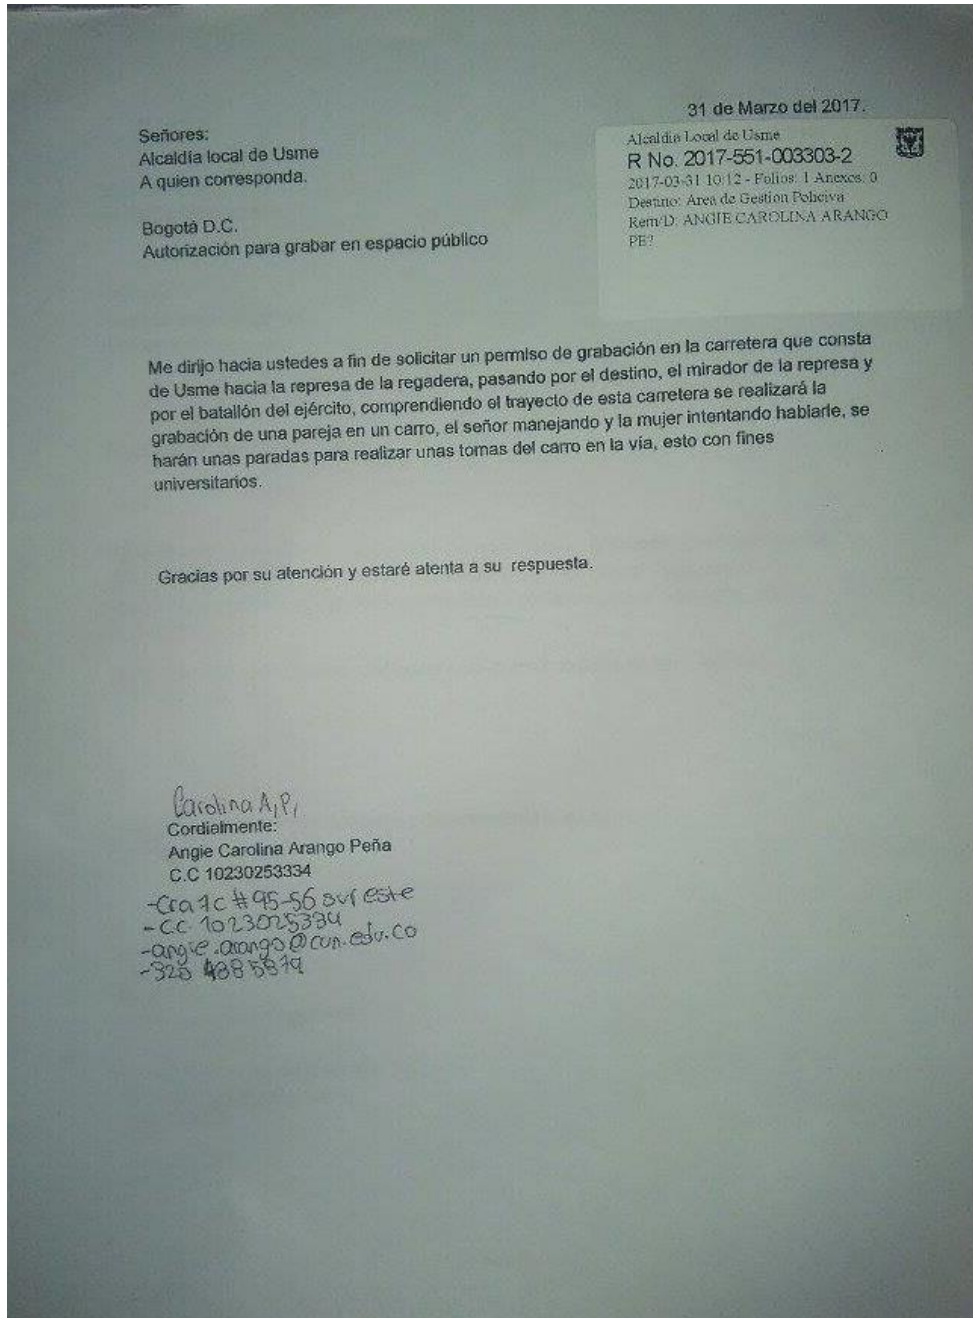 31 de Marzo del 2017.
Señores:
Alcaldía local de Usme
A quien corresponda.
Bogotá D.C.
Autorización para grabar en espacio público
Alcaldia Local de Usme
R No. 2017-551-003303-2
2017-03-31 10:12 - Folios: 1 Anexos: 0
Destino: Area de Gestion Policiva
Rem/D: ANGIE CAROLINA ARANGO
PE?
Me dirijo hacia ustedes a fin de solicitar un permiso de grabación en la carretera que consta
de Usme hacia la represa de la regadera, pasando por el destino, el mirador de la represa y
por el batallón del ejército, comprendiendo el trayecto de esta carretera se realizará la
grabación de una pareja en un carro, el señor manejando y la mujer intentando hablarle, se
harán unas paradas para realizar unas tomas del carro en la vía, esto con fines
universitarios.
Gracias por su atención y estaré atenta a su respuesta.
Carolina A,P,
Cordialmente:
Angie Carolina Arango Peña
C.C 10230253334
-Cra 1c #95-56 sur este
-CC 1023025334
-angie.arango@cun.edu.co